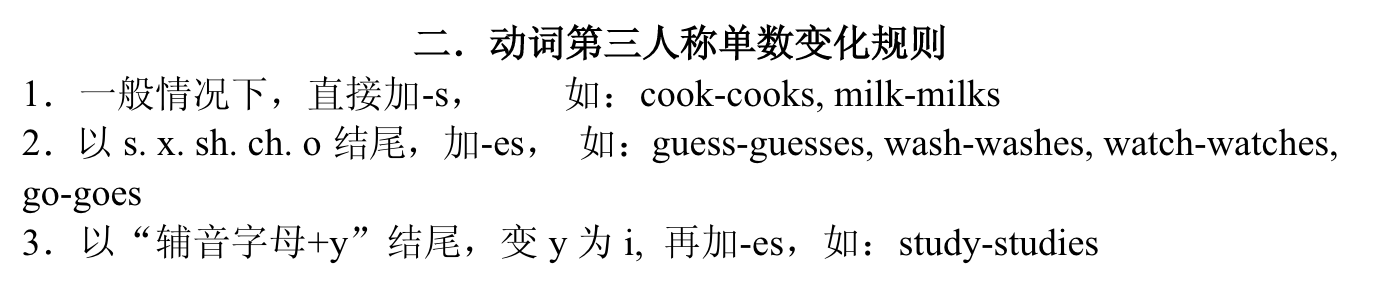 二．动词第三人称单数变化规则
1．一般情况下，直接加-s， 如：cook-cooks, milk-milks
2．以 s. x. sh. ch. o 结尾，加-es， 如：guess-guesses, wash-washes, watch-watches,
go-goes
3．以“辅音字母+y”结尾，变 y 为 i, 再加-es，如：study-studies